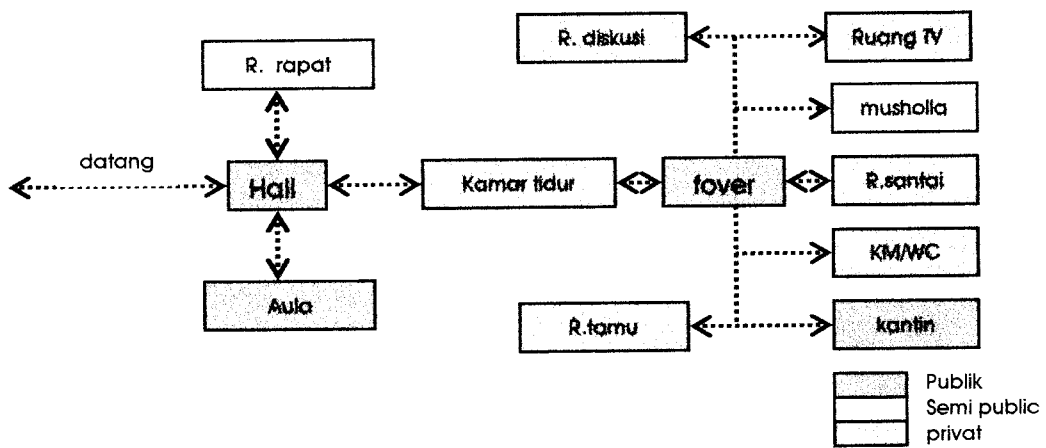 R. diskusi
Ruang TV
R. rapat
musholla
datang
Hall
Kamar tidur
foyer
R.santai
KM/WC
Aula
R.tamu
kantin
Publik
Semi public
privat